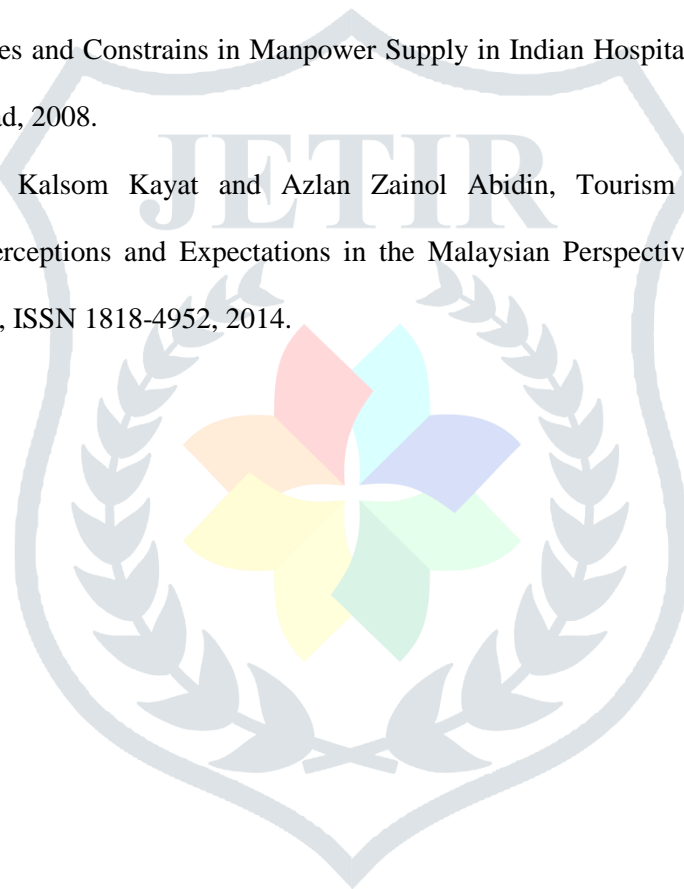 es and Constrains in Manpower Supply in Indian Hospita
ad, 2008.
JETIR
Kalsom Kayat and Azlan Zainol Abidin, Tourism
erceptions and Expectations in the Malaysian Perspectiv
, ISSN 1818-4952, 2014.